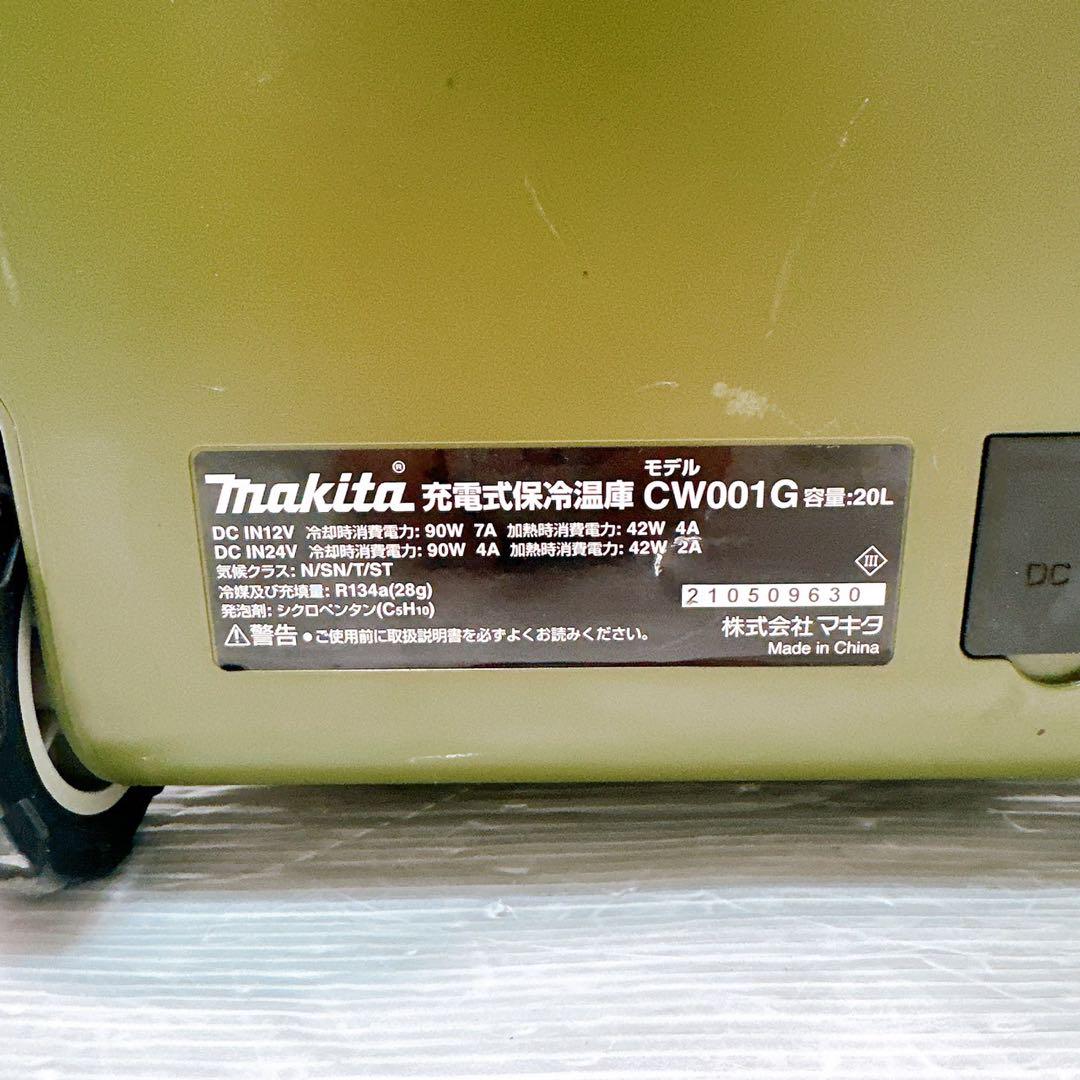 makita® 充電式保冷温庫 モデル CW001G 容量:20L
DC IN12V 冷却時消費電力: 90W 7A 加熱時消費電力: 42W 4A
DC IN24V 冷却時消費電力: 90W 4A 加熱時消費電力: 42W 2A
気候クラス: N/SN/T/ST
冷媒及び充填量: R134a(28g)
発泡剤: シクロペンタン(C₅H₁₀)
III
210509630
⚠警告 ●ご使用前に取扱説明書を必ずよくお読みください。
株式会社 マキタ
Made in China
DC